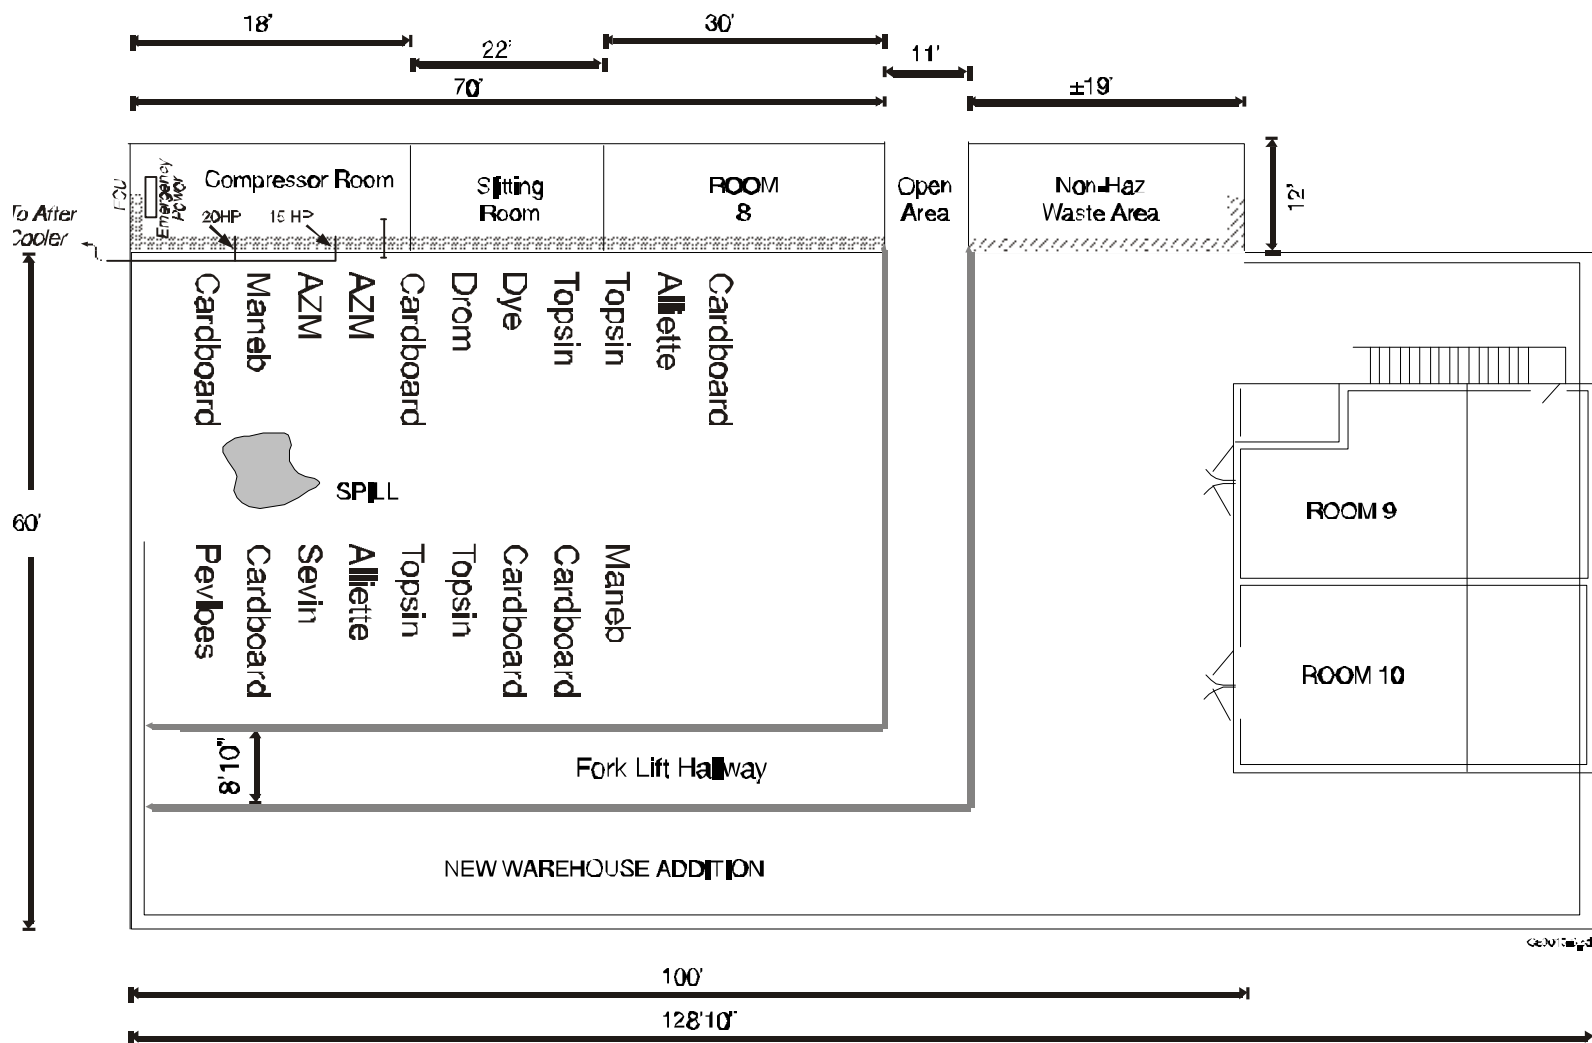 18'
30'
22'
11'
70'
±19'
Compressor Room
Slitting
Room
ROOM
8
Open
Area
Non-Haz
Waste Area
12'
Emergency
Power
To After
Cooler
20HP
15 HP
Cardboard
Maneb
AZM
AZM
Cardboard
Drom
Dye
Topsin
Topsin
Alliette
Cardboard
SPILL
60'
ROOM 9
Pevlloes
Cardboard
Sevin
Alliette
Topsin
Topsin
Cardboard
Cardboard
Maneb
ROOM 10
8'10"
Fork Lift Hallway
NEW WAREHOUSE ADDITION
100'
128'10"